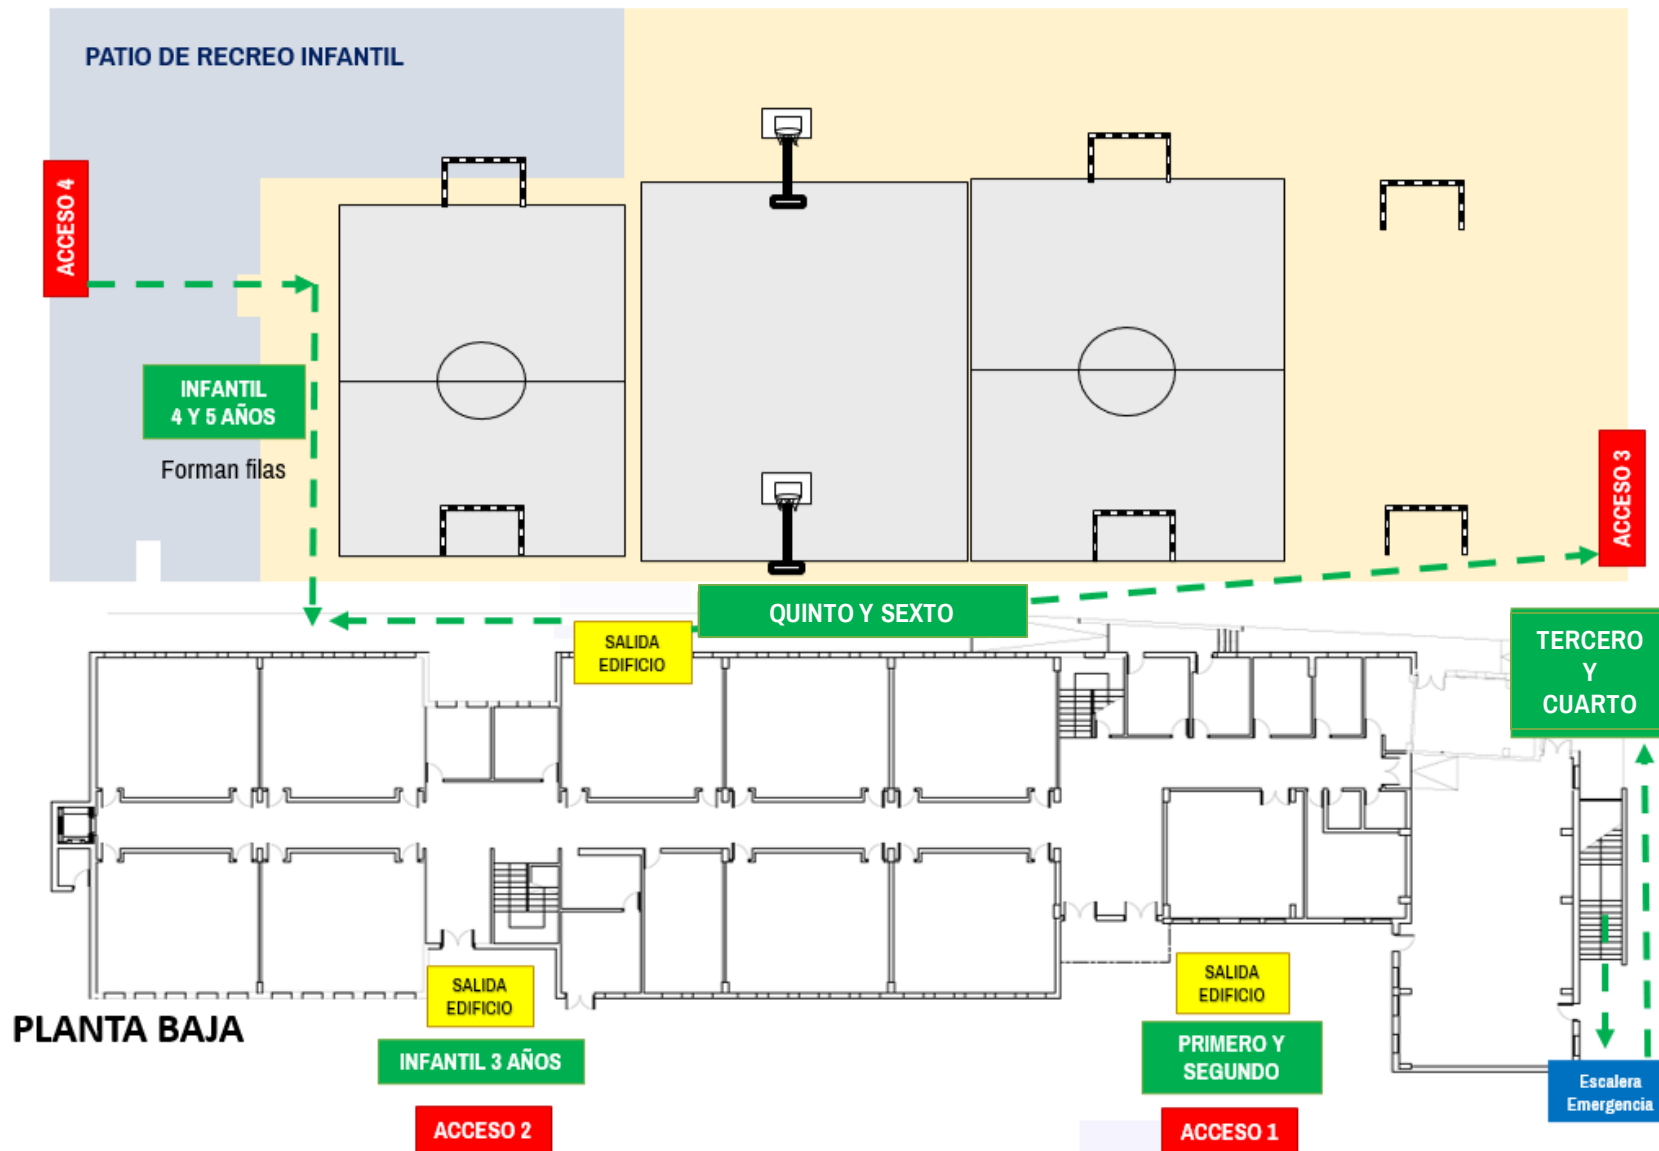 PATIO DE RECREO INFANTIL
ACCESO 4
INFANTIL
4 Y 5 AÑOS
Forman filas
ACCESO 3
QUINTO Y SEXTO
SALIDA
EDIFICIO
TERCERO
Y
CUARTO
SALIDA
EDIFICIO
SALIDA
EDIFICIO
PLANTA BAJA
INFANTIL 3 AÑOS
PRIMERO Y
SEGUNDO
Escalera
Emergencia
ACCESO 2
ACCESO 1